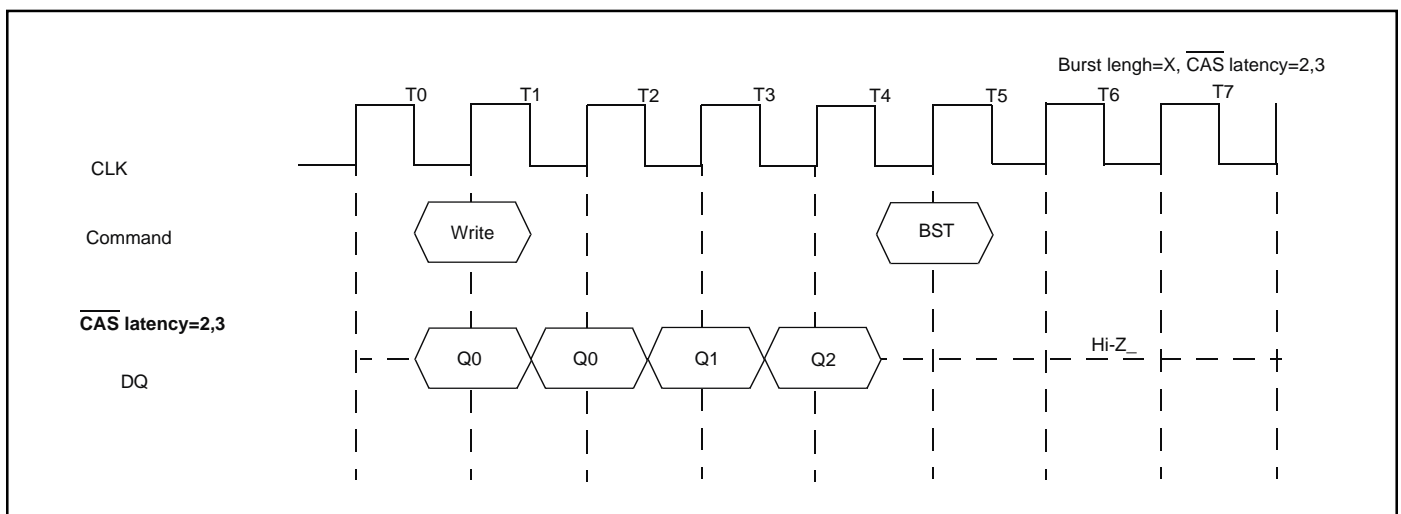 Burst lengh=X, CAS latency=2,3
T0 T1 T2 T3 T4 T5 T6 T7
CLK
Command
Write
BST
CAS latency=2,3
DQ
Q0
Q0
Q1
Q2
Hi-Z_